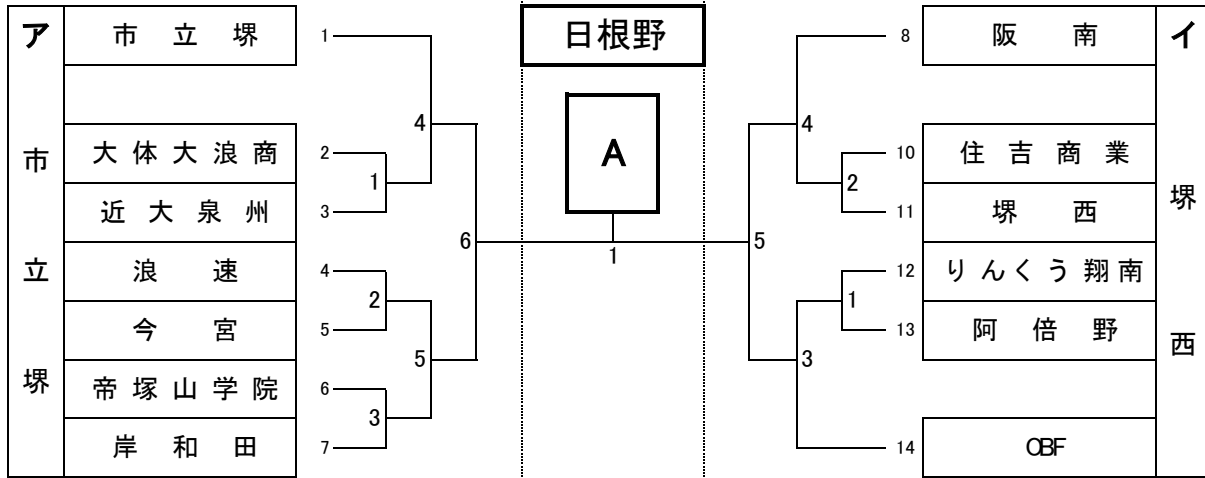 ア 市立堺 1 日根野 8 阪南 イ
4 A 4
市 大体大浪商 2 10 住吉商業 堺
1 2
近大泉州 3 11 堺西
6 1 5
立 浪速 4 12 りんくう翔南
2 1
今宮 5 13 阿倍野 西
5 3
堺 帝塚山学院 6
3
岸和田 7 14 OBF